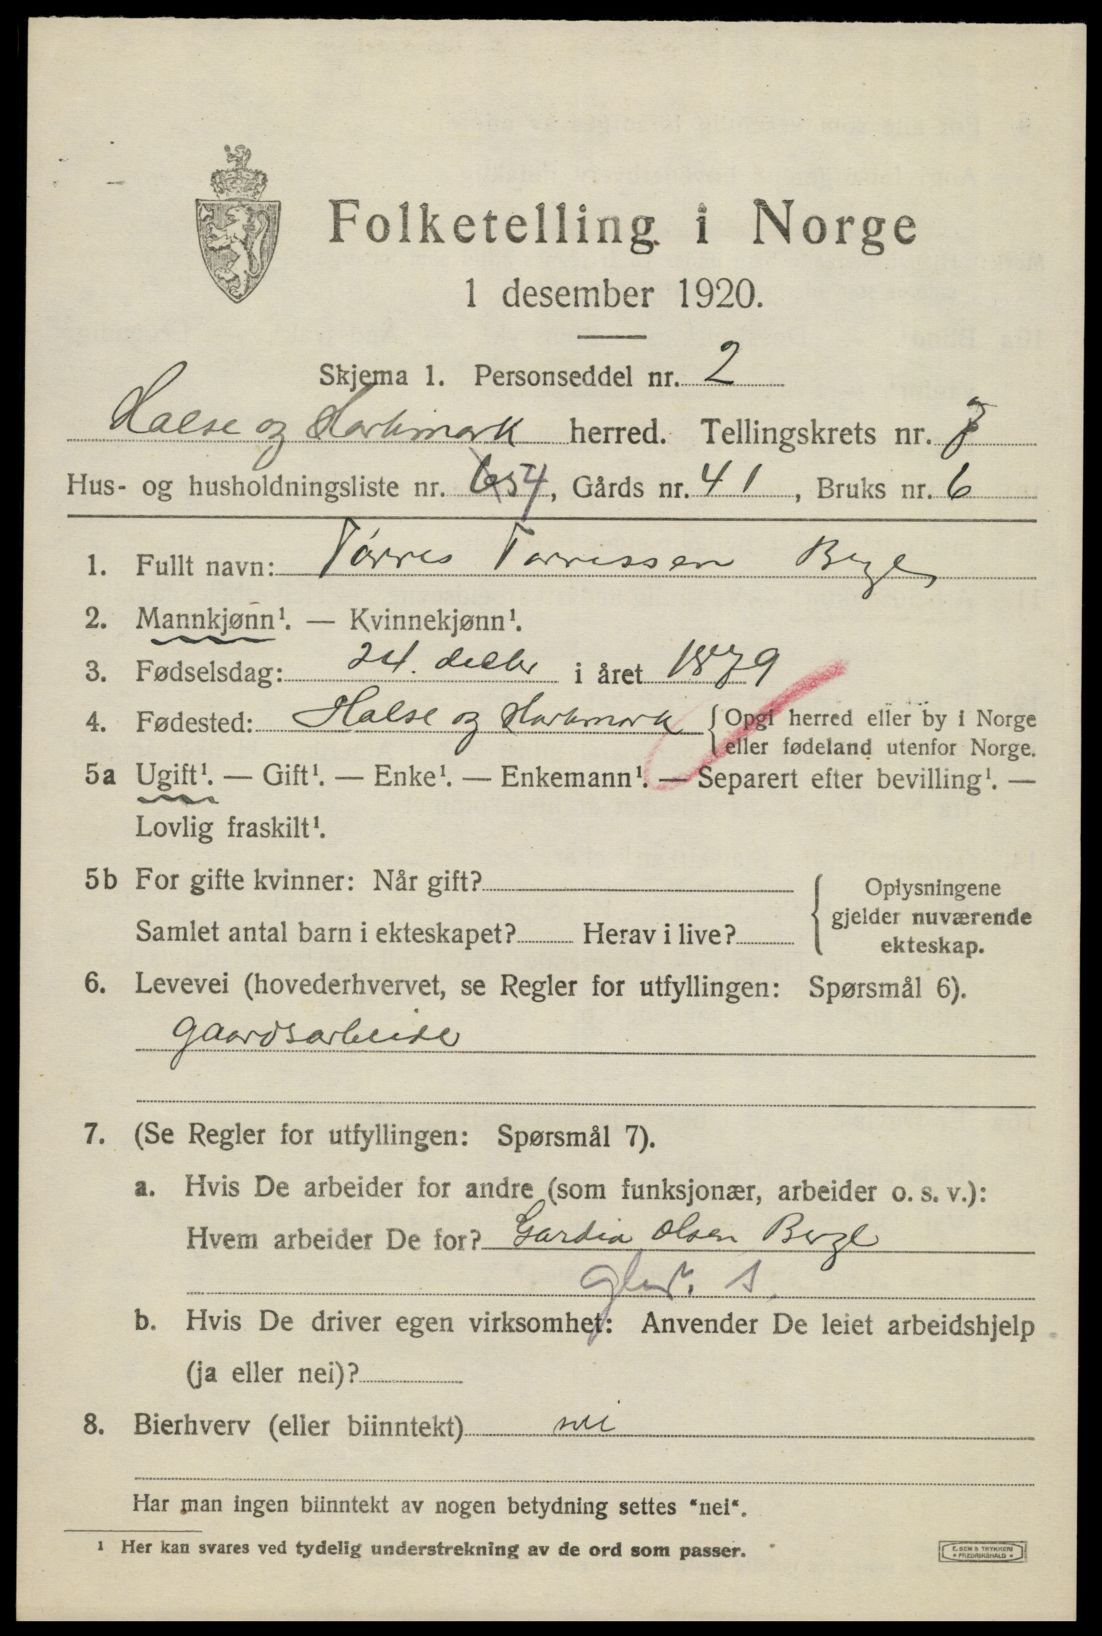 Folketelling i Norge
1 desember 1920.
Skjema 1. Personseddel nr. 2
Halse og Harkmark herred. Tellingskrets nr. 7
Hus- og husholdningsliste nr. 54, Gårds nr. 41, Bruks nr. 6
1. Fullt navn: Tørres Tørressen
2. Mannkjønn¹. — Kvinnekjønn¹.
3. Fødselsdag: 24. decbr i året 1879
4. Fødested: Halse og Harkmark {Opgi herred eller by i Norge
eller fødeland utenfor Norge.
5a Ugift¹. — Gift¹. — Enke¹. — Enkemann¹. — Separert efter bevilling¹. —
Lovlig fraskilt¹.
5b For gifte kvinner: Når gift?
Samlet antal barn i ekteskapet? Herav i live?
{Oplysningene
gjelder nuværende
ekteskap.
6. Levevei (hovederhvervet, se Regler for utfyllingen: Spørsmål 6).
gaardsarbeide
7. (Se Regler for utfyllingen: Spørsmål 7).
a. Hvis De arbeider for andre (som funksjonær, arbeider o. s. v.):
Hvem arbeider De for? Olsen
b. Hvis De driver egen virksomhet: Anvender De leiet arbeidshjelp
(ja eller nei)?
8. Bierhverv (eller biinntekt) nei
Har man ingen biinntekt av nogen betydning settes "nei".
¹ Her kan svares ved tydelig understrekning av de ord som passer.